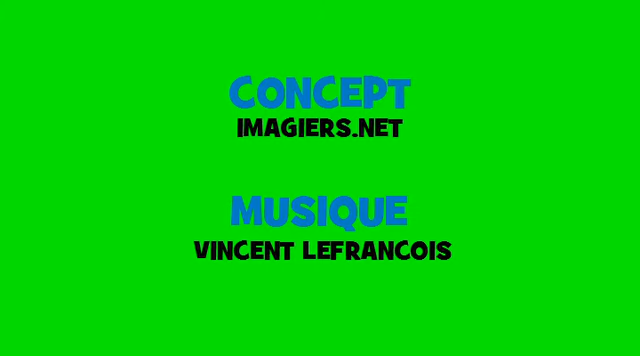 CONCEPT
IMAGIERS.NET
MUSIQUE
VINCENT LEFRANCOIS